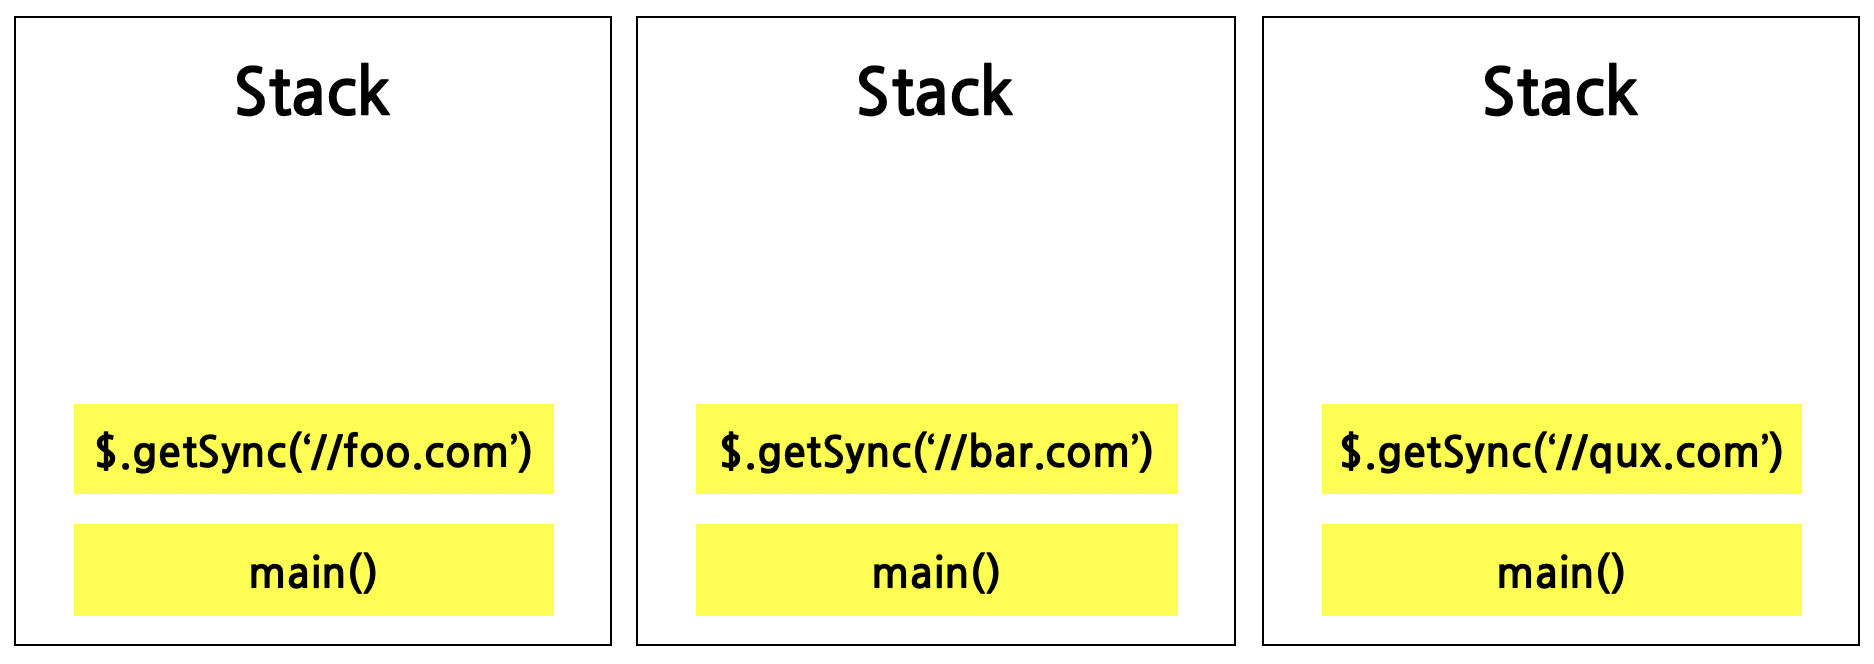 Stack
$.getSync(‘//foo.com’)
main()
Stack
$.getSync(‘//bar.com’)
main()
Stack
$.getSync(‘//qux.com’)
main()